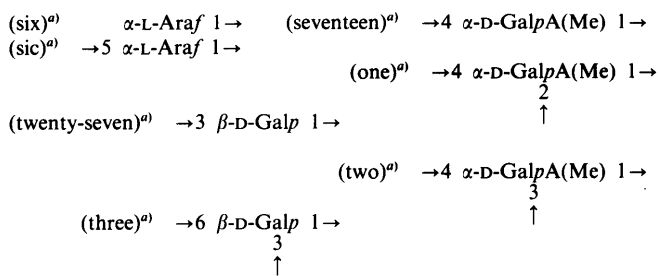 (six)ᵃ⁾ α-L-Araf 1→ (seventeen)ᵃ⁾ →4 α-D-GalpA(Me) 1→
(sic)ᵃ⁾ →5 α-L-Araf 1→
(one)ᵃ⁾ →4 α-D-GalpA(Me) 1→
2
↑
(twenty-seven)ᵃ⁾ →3 β-D-Galp 1→
(two)ᵃ⁾ →4 α-D-GalpA(Me) 1→
3
↑
(three)ᵃ⁾ →6 β-D-Galp 1→
3
↑